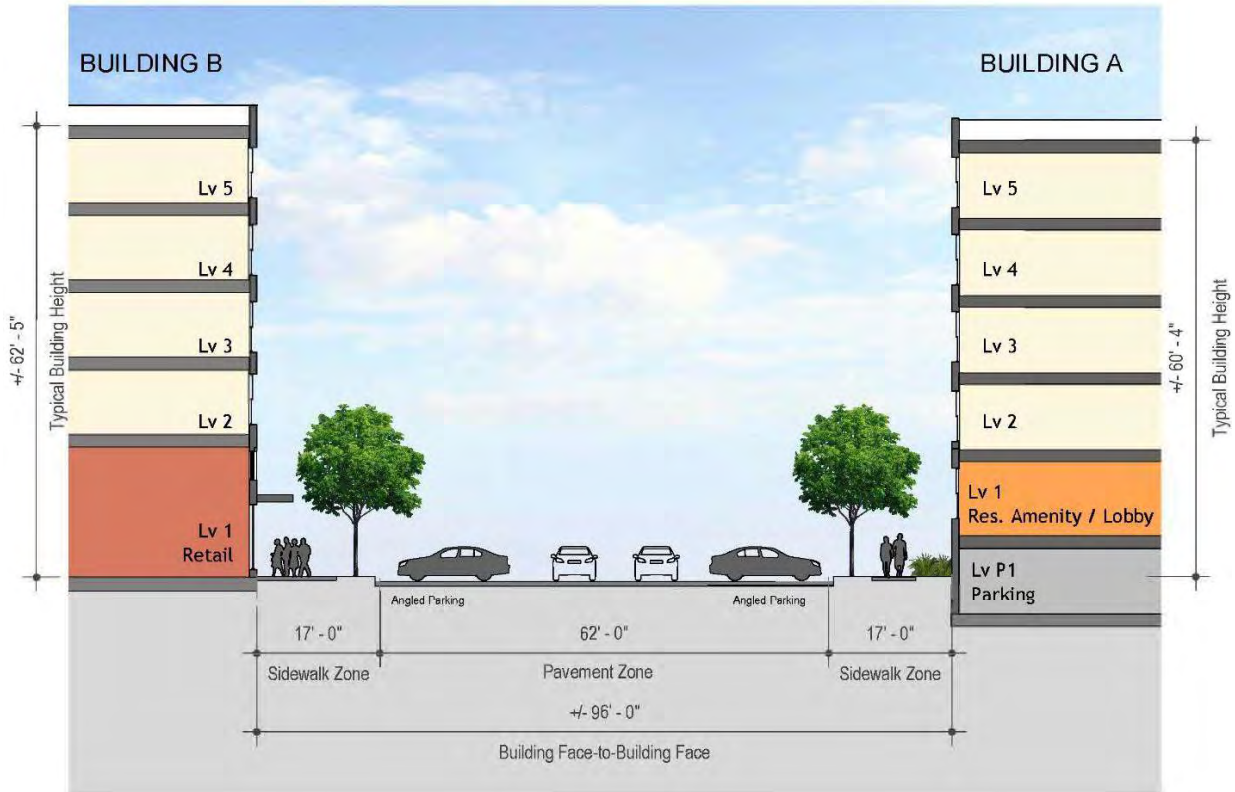 BUILDING B
BUILDING A
Lv 5
Lv 4
Lv 3
Lv 2
Lv 1
Retail
+/- 62' - 5"
Typical Building Height
Lv 5
Lv 4
Lv 3
Lv 2
Lv 1
Res. Amenity / Lobby
Lv P1
Parking
+/- 60' - 4"
Typical Building Height
Angled Parking
Angled Parking
17' - 0"
62' - 0"
17' - 0"
Sidewalk Zone
Pavement Zone
Sidewalk Zone
+/- 96' - 0"
Building Face-to-Building Face